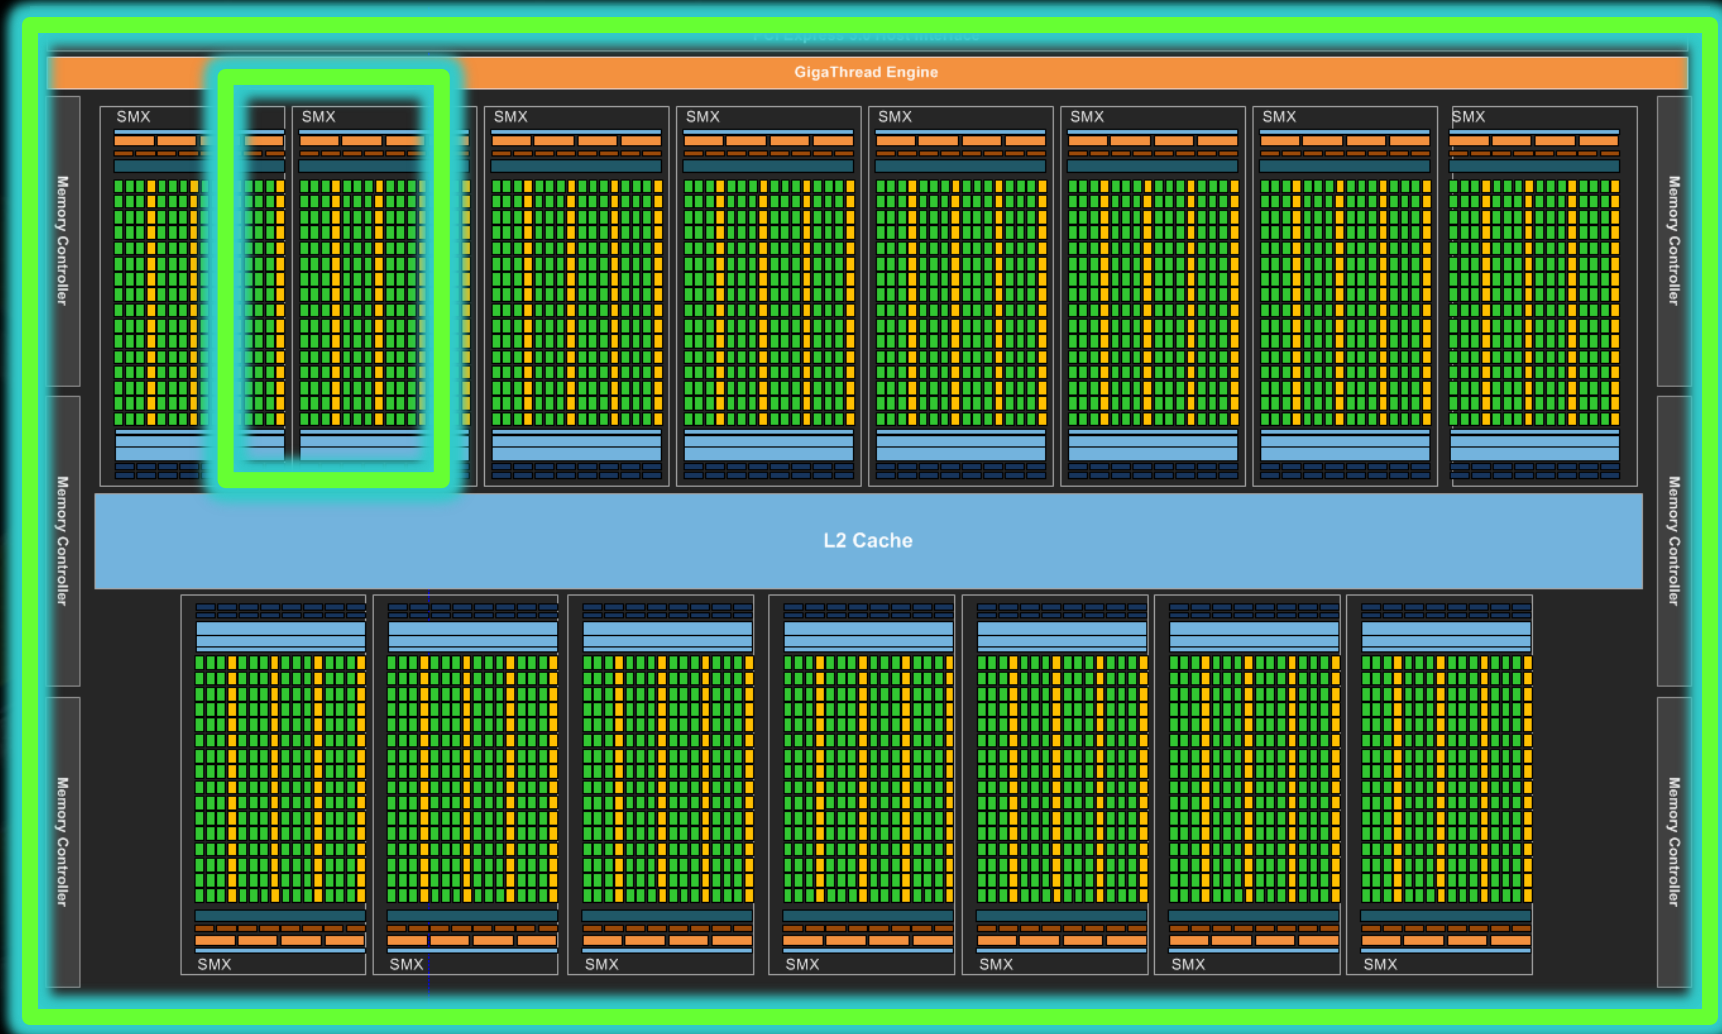 GigaThread Engine
SMX SMX SMX SMX SMX SMX SMX SMX
Memory Controller
Memory Controller
Memory Controller
Memory Controller
L2 Cache
Memory Controller
Memory Controller
SMX SMX SMX SMX SMX SMX SMX